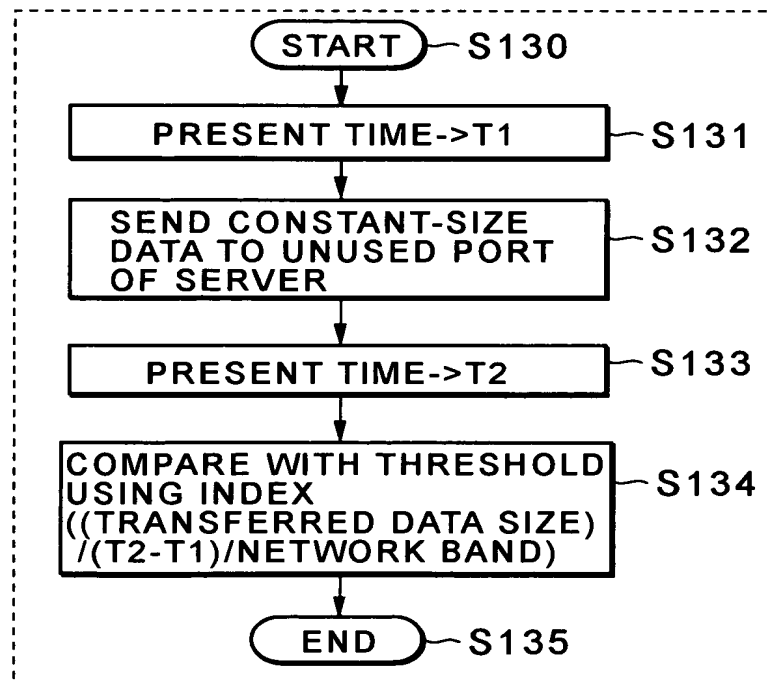 START S130
PRESENT TIME->T1 S131
SEND CONSTANT-SIZE
DATA TO UNUSED PORT S132
OF SERVER
PRESENT TIME->T2 S133
COMPARE WITH THRESHOLD
USING INDEX S134
((TRANSFERRED DATA SIZE)
/(T2-T1)/NETWORK BAND)
END S135